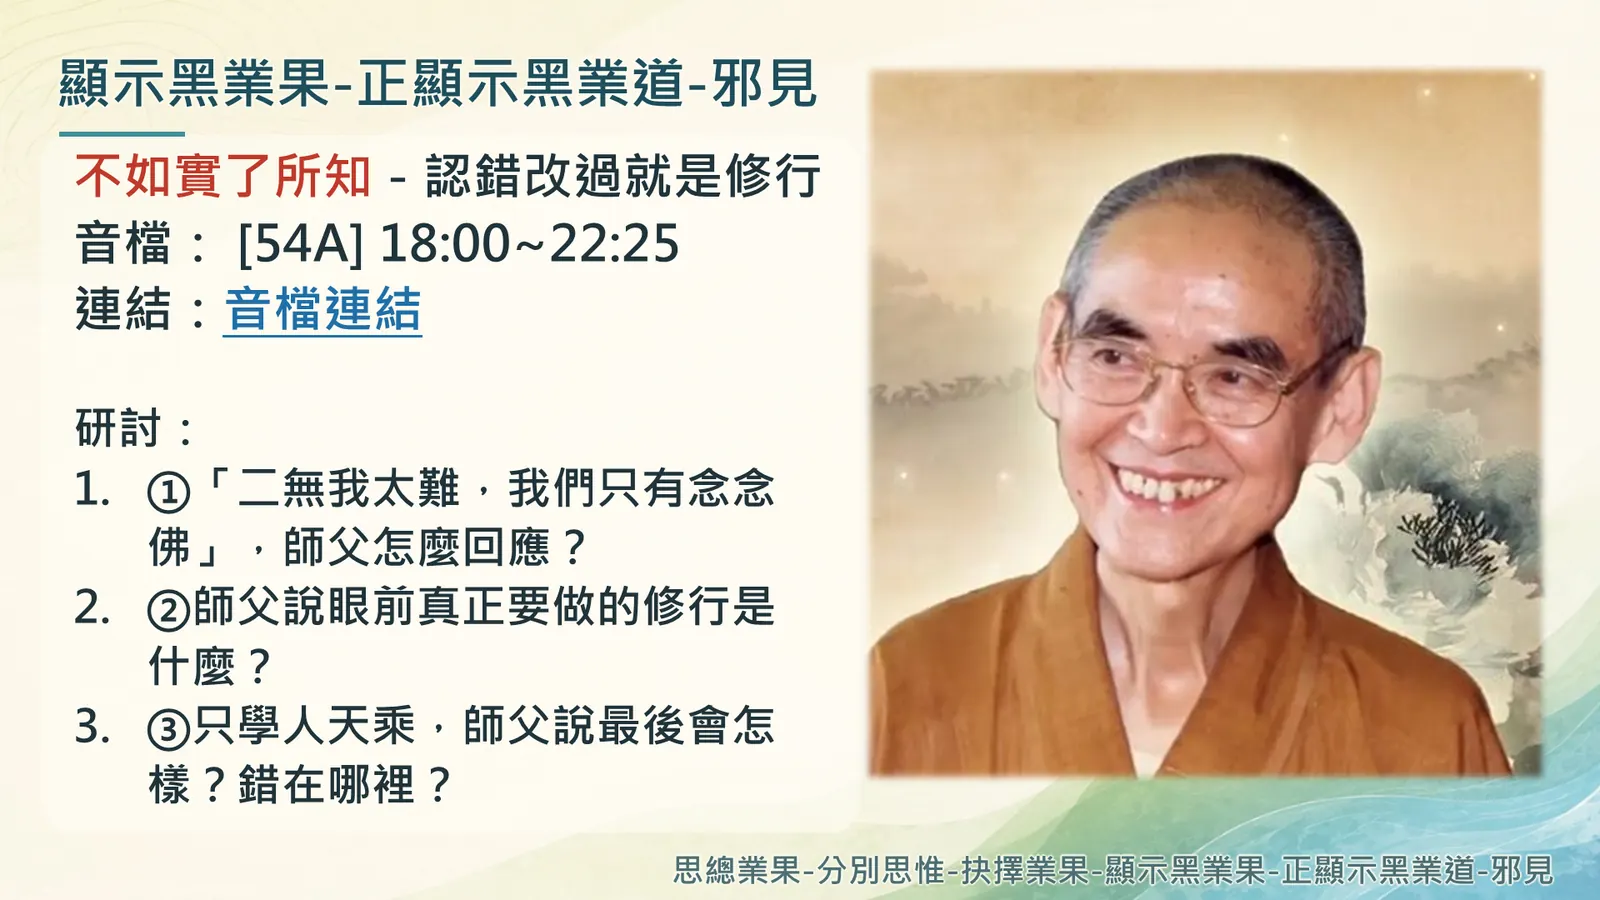 顯示黑業果-正顯示黑業道-邪見
不如實了所知 - 認錯改過就是修行
音檔： [54A] 18:00~22:25
連結：音檔連結
研討：
1. ①「二無我太難，我們只有念念
佛」，師父怎麼回應？
2. ②師父說眼前真正要做的修行是
什麼？
3. ③只學人天乘，師父說最後會怎
樣？錯在哪裡？
思總業果-分別思惟-抉擇業果-顯示黑業果-正顯示黑業道-邪見